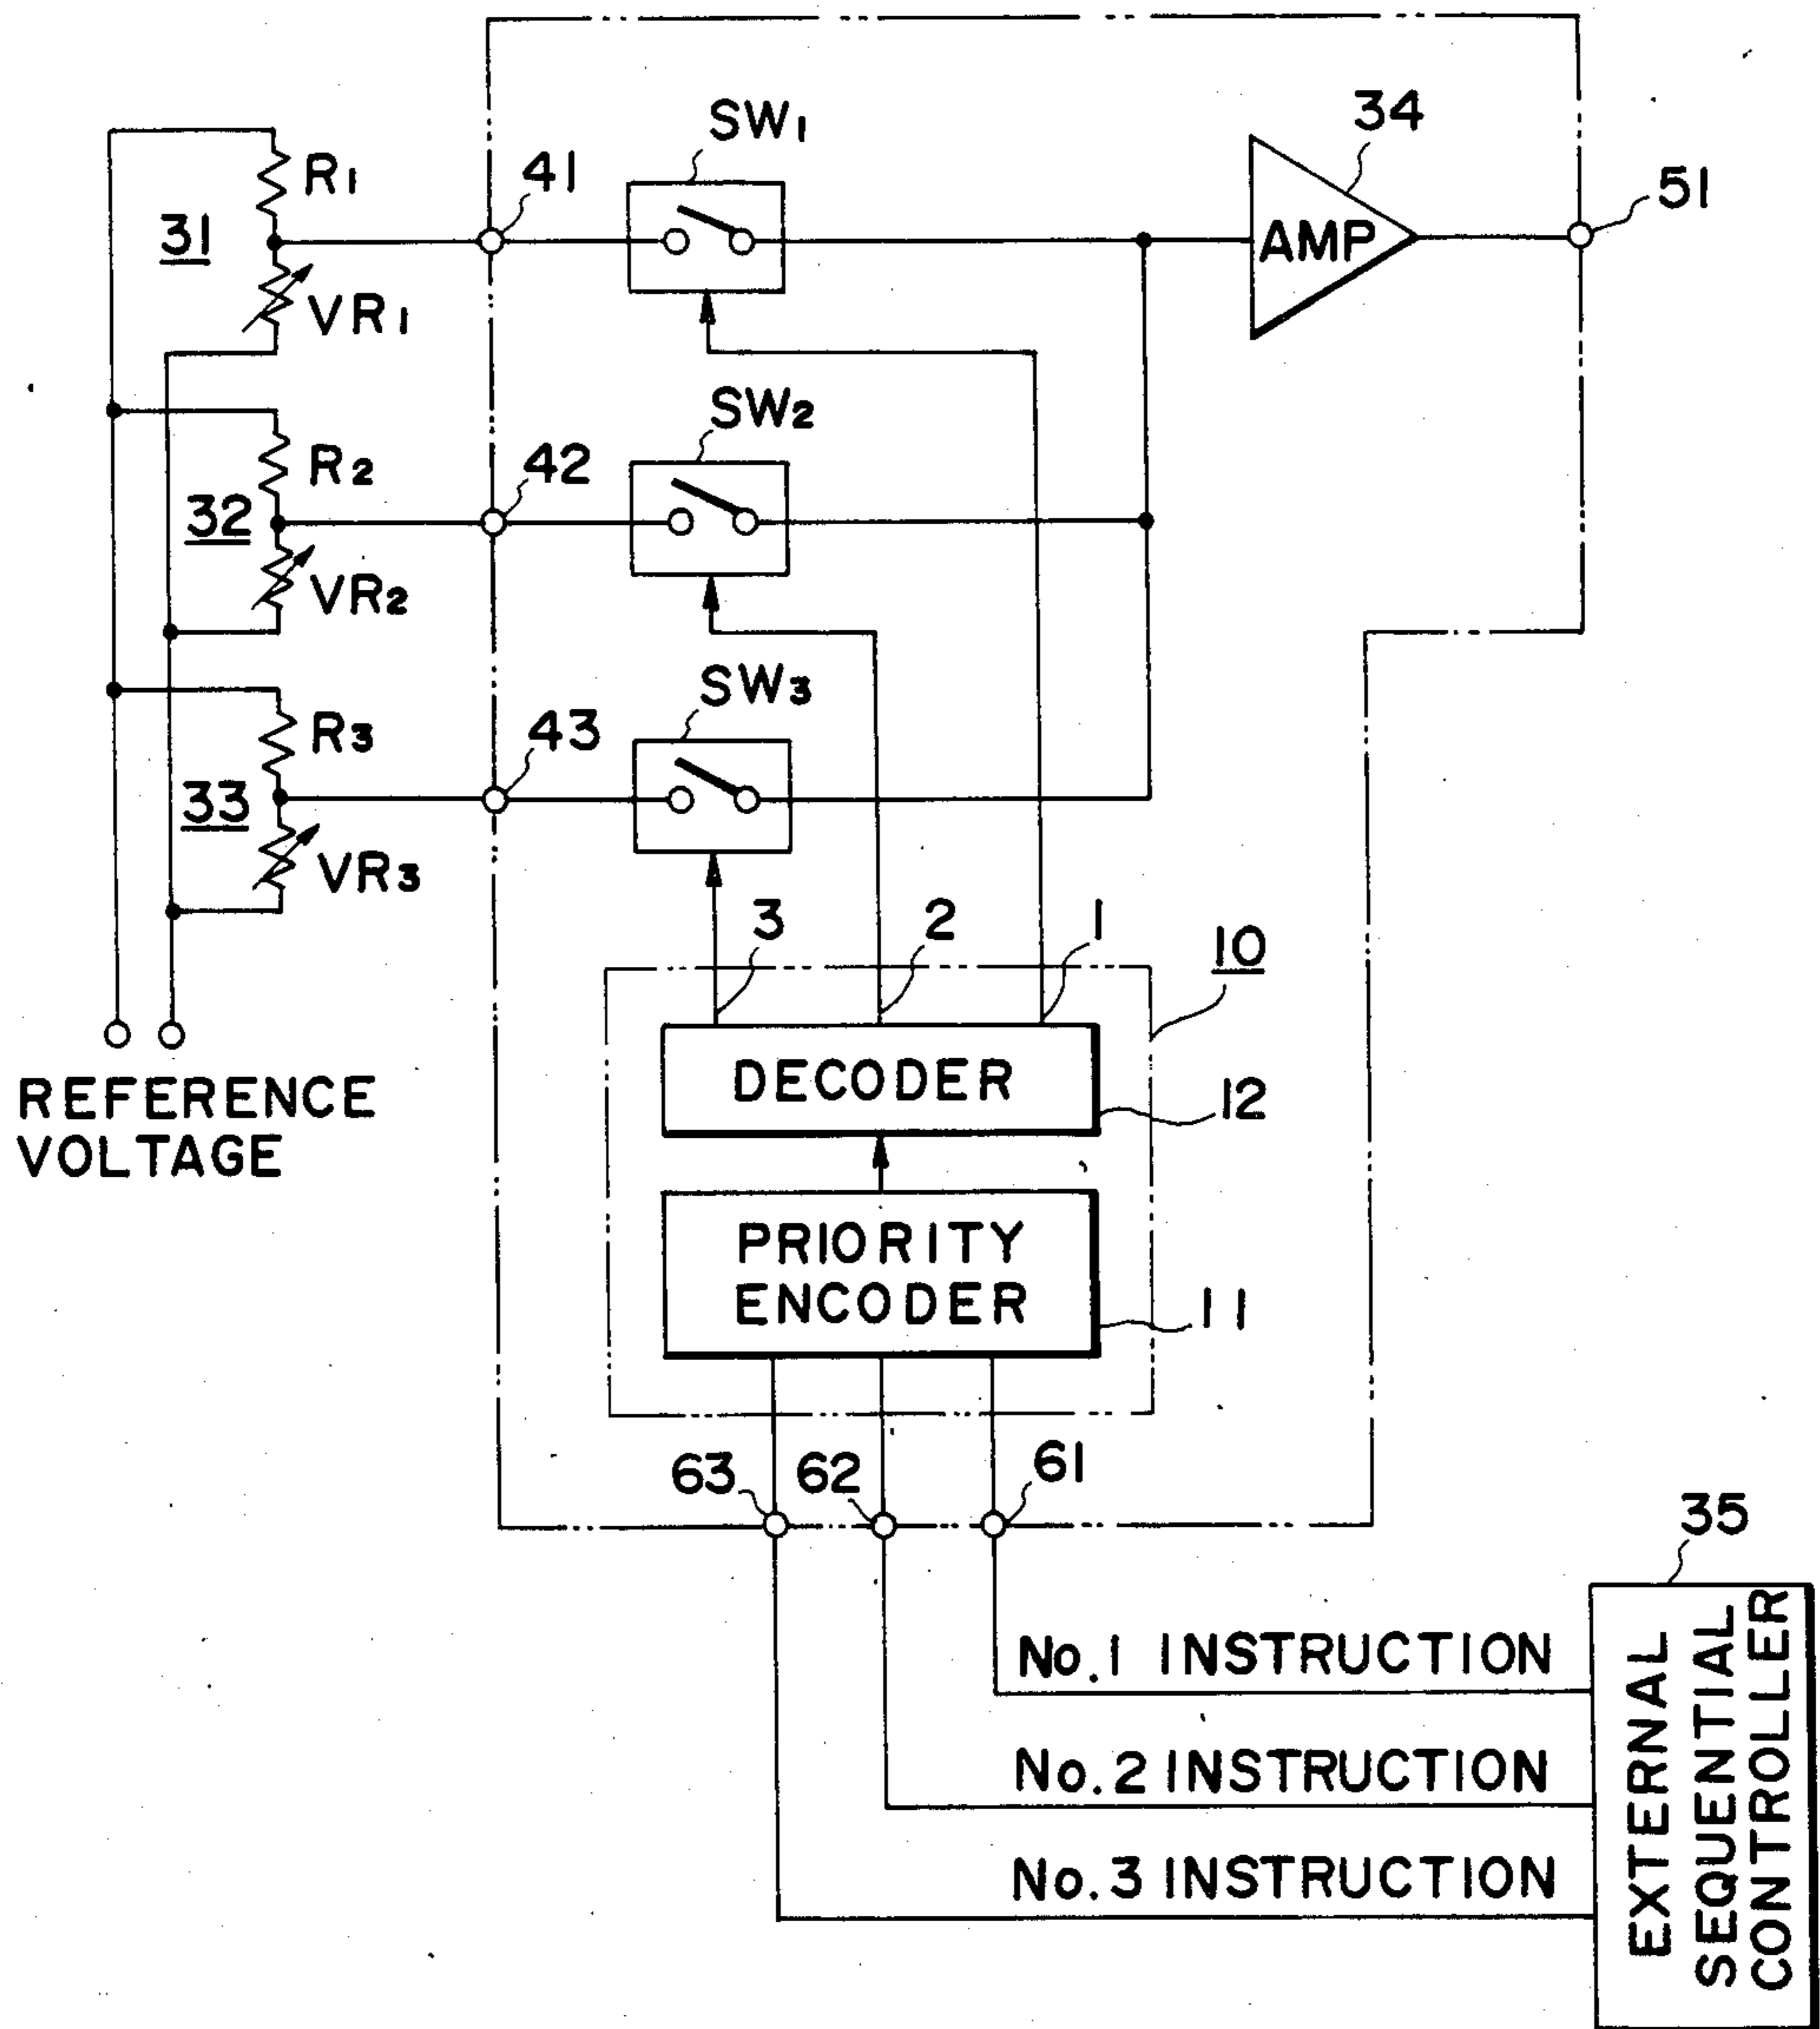 34
SW1
R1
41
51
31
AMP
VR1
SW2
R2
42
32
VR2
SW3
R3
43
33
VR3
3
2
1
10
DECODER
12
REFERENCE
VOLTAGE
PRIORITY
ENCODER
11
63
62
61
35
No.1 INSTRUCTION
No.2 INSTRUCTION
No.3 INSTRUCTION
EXTERNAL
SEQUENTIAL
CONTROLLER